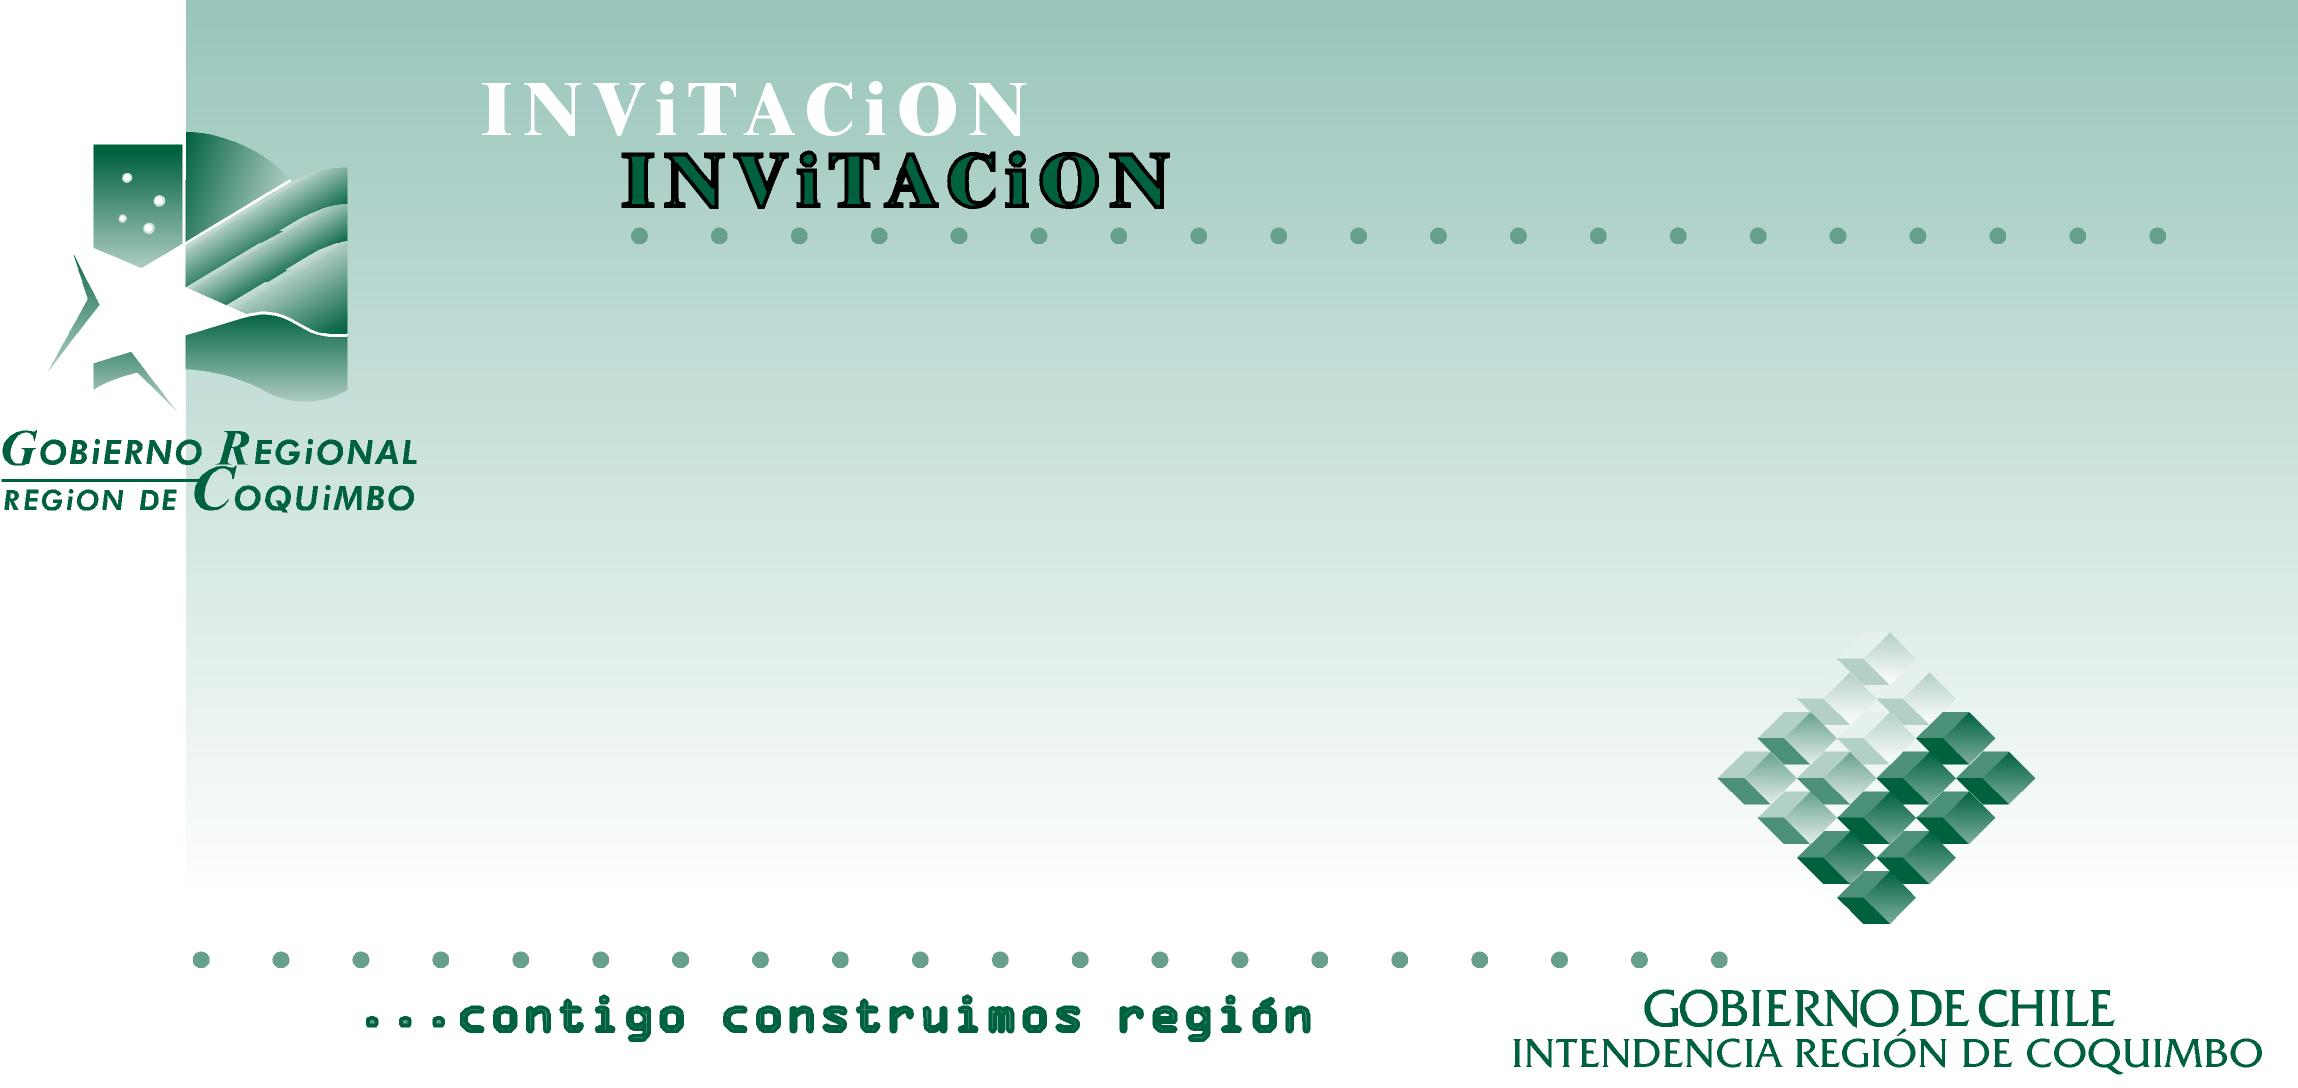 INViTACiON
INViTACiON
GOBiERNO REGiONAL
REGiON DE COQUiMBO
...contigo construimos región
GOBIERNO DE CHILE
INTENDENCIA REGIÓN DE COQUIMBO